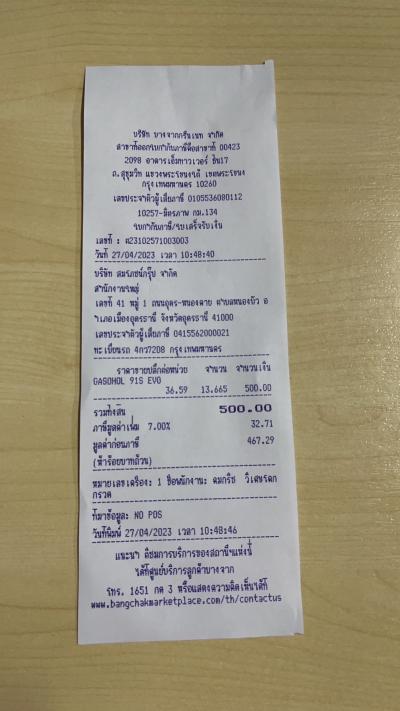 บริษัท บางจากกรีนเนท จำกัด
สาขาที่ออกใบกำกับภาษีคือสาขาที่ 00423
2098 อาคารเอ็มทาวเวอร์ ชั้น17
ถ.สุขุมวิท แขวงพระโขนงใต้ เขตพระโขนง
กรุงเทพมหานคร 10260
เลขประจำตัวผู้เสียภาษี 0105536080112
10257-มิตรภาพ กม.134
ใบกำกับภาษี/ใบเสร็จรับเงิน
เลขที่ : 23102571003003
วันที่ 27/04/2023 เวลา 10:48:40
บริษัท สมรภชน์กรุ๊ป จำกัด
สำนักงานใหญ่
เลขที่ 41 หมู่ 1 ถนนอุดร-หนองคาย ตำบลหนองบัว อ
ำเภอเมืองอุดรธานี จังหวัดอุดรธานี 41000
เลขประจำตัวผู้เสียภาษี 0415562000021
ทะเบียนรถ 4กว7208 กรุงเทพมหานคร
ราคาขายปลีกต่อหน่วย จำนวน จำนวนเงิน
GASOHOL 91S EVO
36.59 13.665 500.00
รวมทั้งสิ้น 500.00
ภาษีมูลค่าเพิ่ม 7.00% 32.71
มูลค่าก่อนภาษี 467.29
(ห้าร้อยบาทถ้วน)
หมายเลขเครื่อง: 1 ชื่อพนักงาน: คมกริช
ที่มาข้อมูล: NO POS
วันที่พิมพ์ 27/04/2023 เวลา 10:48:46
แนะนำ ติชมการบริการของสถานีฯแห่งนี้
ได้ที่ศูนย์บริการลูกค้าบางจาก
โทร. 1651 กด 3 หรือแสดงความคิดเห็นได้ที่
www.bangchakmarketplace.com/th/contactus